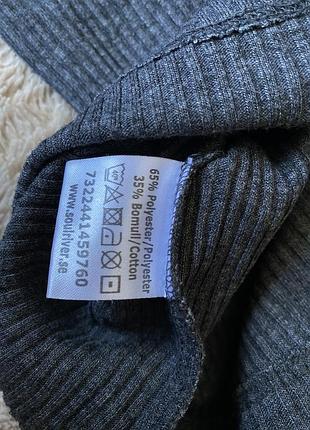 65% Polyester/Polyester
35% Bomull/Cotton
7322441459760
www.soulriver.se